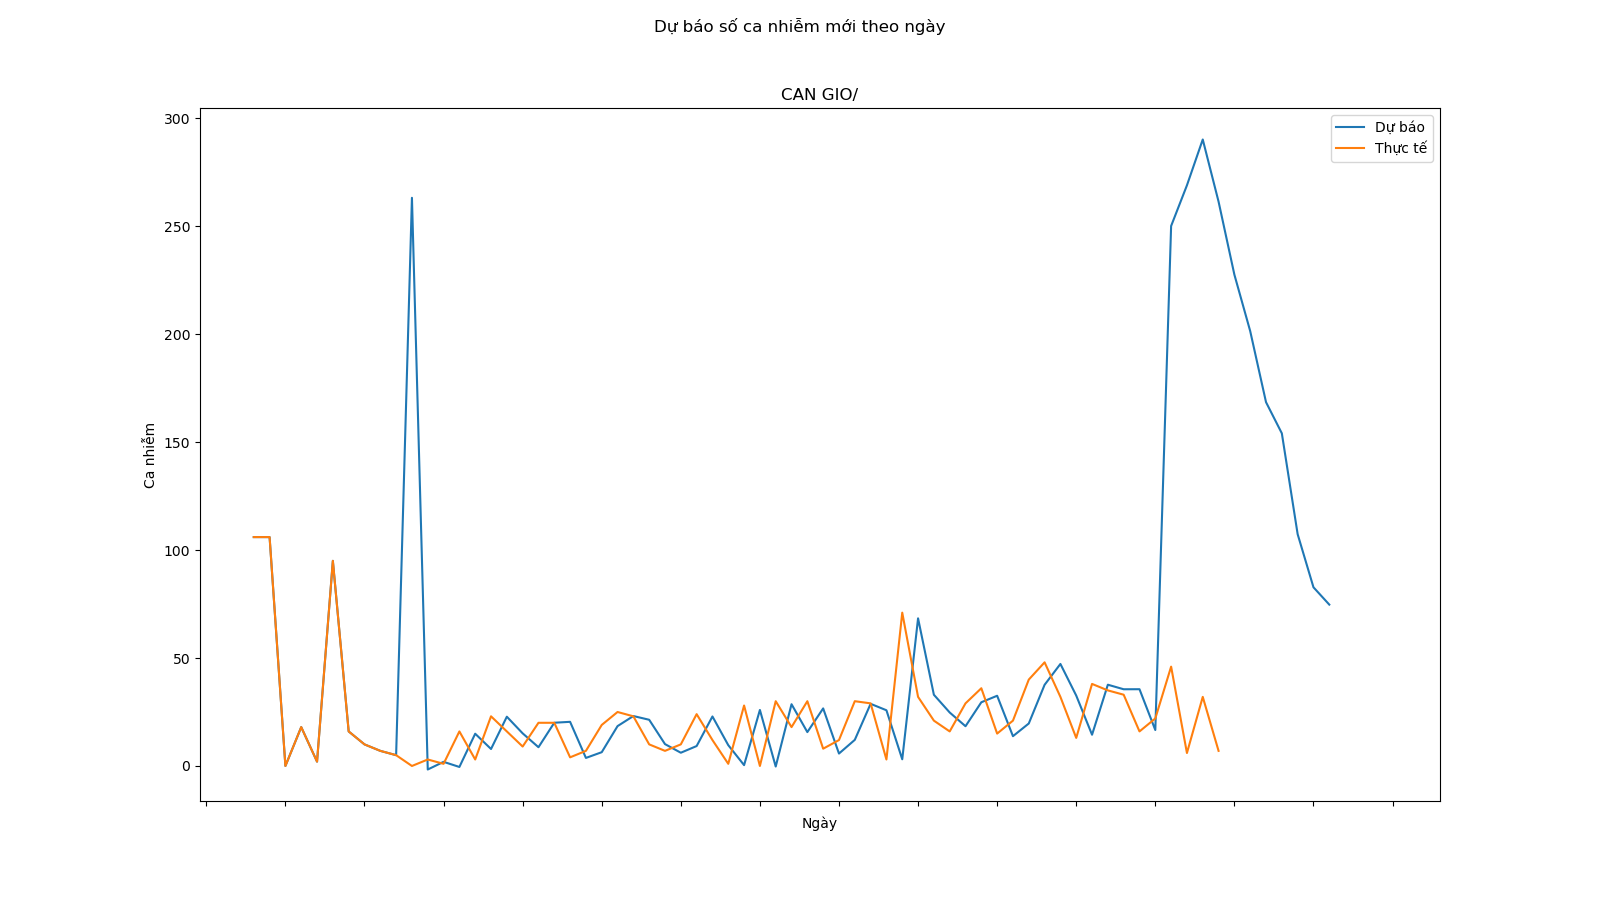 Dự báo số ca nhiễm mới theo ngày
CAN GIO/
300
250
200
150
100
50
0
Ca nhiễm
Ngày
Dự báo
Thực tế